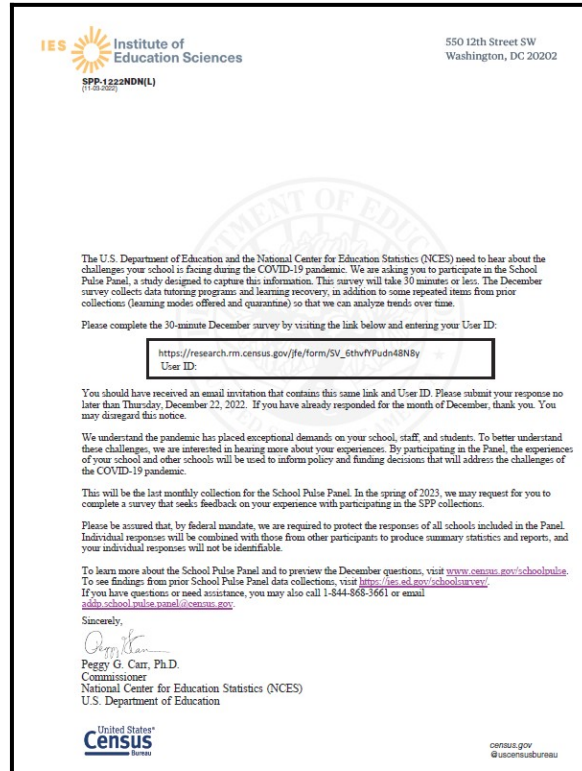 IES Institute of
Education Sciences
550 12th Street SW
Washington, DC 20202
SPP-1222NDN(L)
(11-03-2022)
The U.S. Department of Education and the National Center for Education Statistics (NCES) need to hear about the
challenges your school is facing during the COVID-19 pandemic. We are asking you to participate in the School
Pulse Panel, a study designed to capture this information. This survey will take 30 minutes or less. The December
survey collects data tutoring programs and learning recovery, in addition to some repeated items from prior
collections (learning modes offered and quarantine) so that we can analyze trends over time.
Please complete the 30-minute December survey by visiting the link below and entering your User ID:
https://research.rm.census.gov/jfe/form/SV_6thvfYPudn48N8y
User ID:
You should have received an email invitation that contains this same link and User ID. Please submit your response no
later than Thursday, December 22, 2022. If you have already responded for the month of December, thank you. You
may disregard this notice.
We understand the pandemic has placed exceptional demands on your school, staff, and students. To better understand
these challenges, we are interested in hearing more about your experiences. By participating in the Panel, the experiences
of your school and other schools will be used to inform policy and funding decisions that will address the challenges of
the COVID-19 pandemic.
This will be the last monthly collection for the School Pulse Panel. In the spring of 2023, we may request for you to
complete a survey that seeks feedback on your experience with participating in the SPP collections.
Please be assured that, by federal mandate, we are required to protect the responses of all schools included in the Panel.
Individual responses will be combined with those from other participants to produce summary statistics and reports, and
your individual responses will not be identifiable.
To learn more about the School Pulse Panel and to preview the December questions, visit www.census.gov/schoolpulse.
To see findings from prior School Pulse Panel data collections, visit https://ies.ed.gov/schoolsurvey/.
If you have questions or need assistance, you may also call 1-844-868-3661 or email
addp.school.pulse.panel@census.gov.
Sincerely,
Peggy G. Carr, Ph.D.
Commissioner
National Center for Education Statistics (NCES)
U.S. Department of Education
United States®
Census
Bureau
census.gov
@uscensusbureau